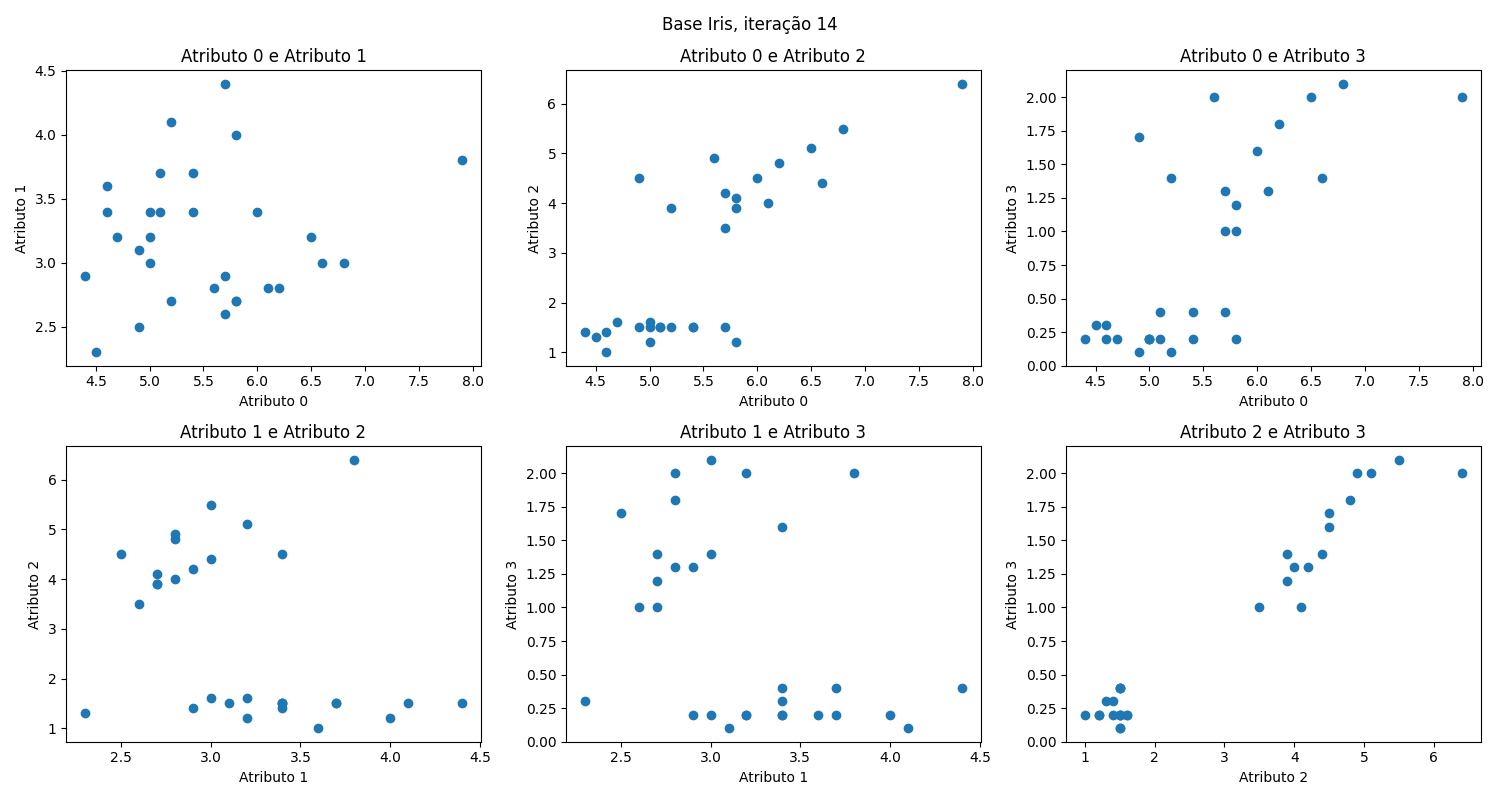 Base Iris, iteração 14
Atributo 0 e Atributo 1
4.5
4.0
3.5
3.0
2.5
Atributo 1
4.5 5.0 5.5 6.0 6.5 7.0 7.5 8.0
Atributo 0
Atributo 0 e Atributo 2
6
5
4
3
2
1
Atributo 2
4.5 5.0 5.5 6.0 6.5 7.0 7.5 8.0
Atributo 0
Atributo 0 e Atributo 3
2.00
1.75
1.50
1.25
1.00
0.75
0.50
0.25
0.00
Atributo 3
4.5 5.0 5.5 6.0 6.5 7.0 7.5 8.0
Atributo 0
Atributo 1 e Atributo 2
6
5
4
3
2
1
Atributo 2
2.5 3.0 3.5 4.0 4.5
Atributo 1
Atributo 1 e Atributo 3
2.00
1.75
1.50
1.25
1.00
0.75
0.50
0.25
0.00
Atributo 3
2.5 3.0 3.5 4.0 4.5
Atributo 1
Atributo 2 e Atributo 3
2.00
1.75
1.50
1.25
1.00
0.75
0.50
0.25
0.00
Atributo 3
1 2 3 4 5 6
Atributo 2